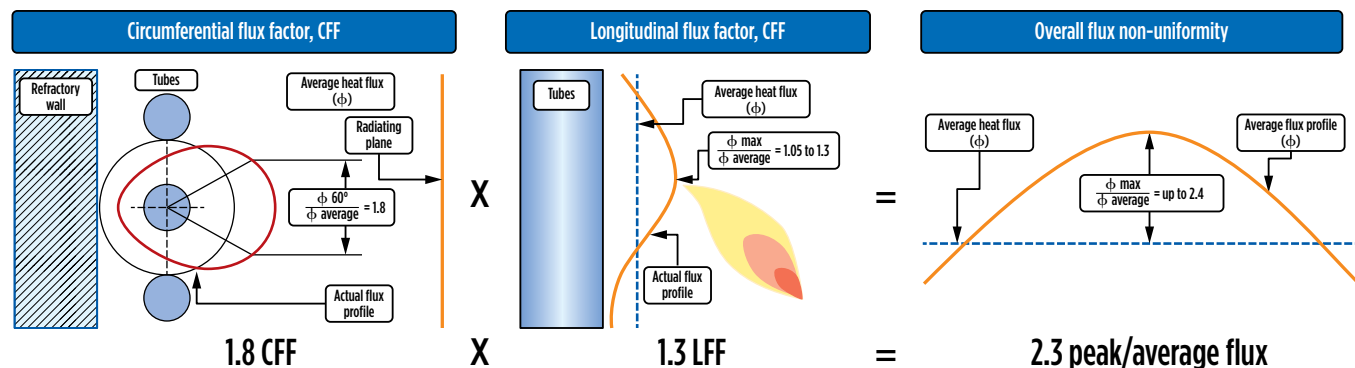 Circumferential flux factor, CFF
Longitudinal flux factor, CFF
Overall flux non-uniformity
Refractory
wall
Tubes
Average heat flux
(ϕ)
Radiating
plane
ϕ 60°
ϕ average
= 1.8
Actual flux
profile
X
Tubes
Average heat flux
(ϕ)
ϕ max
ϕ average
= 1.05 to 1.3
Actual flux
profile
=
Average heat flux
(ϕ)
Average flux profile
(ϕ)
ϕ max
ϕ average
= up to 2.4
1.8 CFF X 1.3 LFF = 2.3 peak/average flux